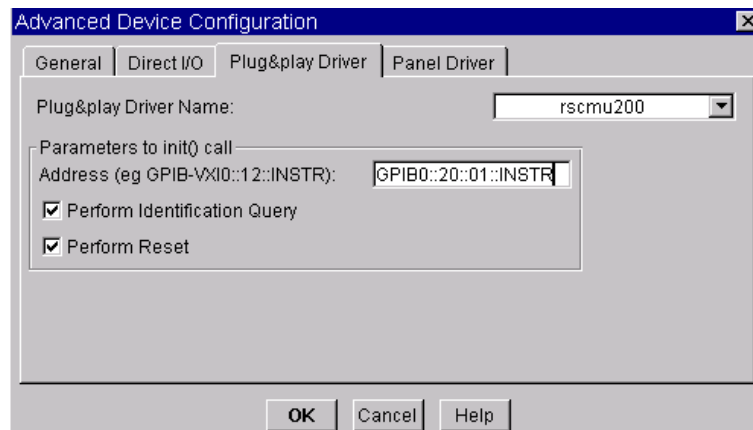 Advanced Device Configuration
General Direct I/O Plug&play Driver Panel Driver
Plug&play Driver Name: rscmu200
Parameters to init() call
Address (eg GPIB-VXI0::12::INSTR): GPIB0::20::01::INSTR
Perform Identification Query
Perform Reset
OK Cancel Help